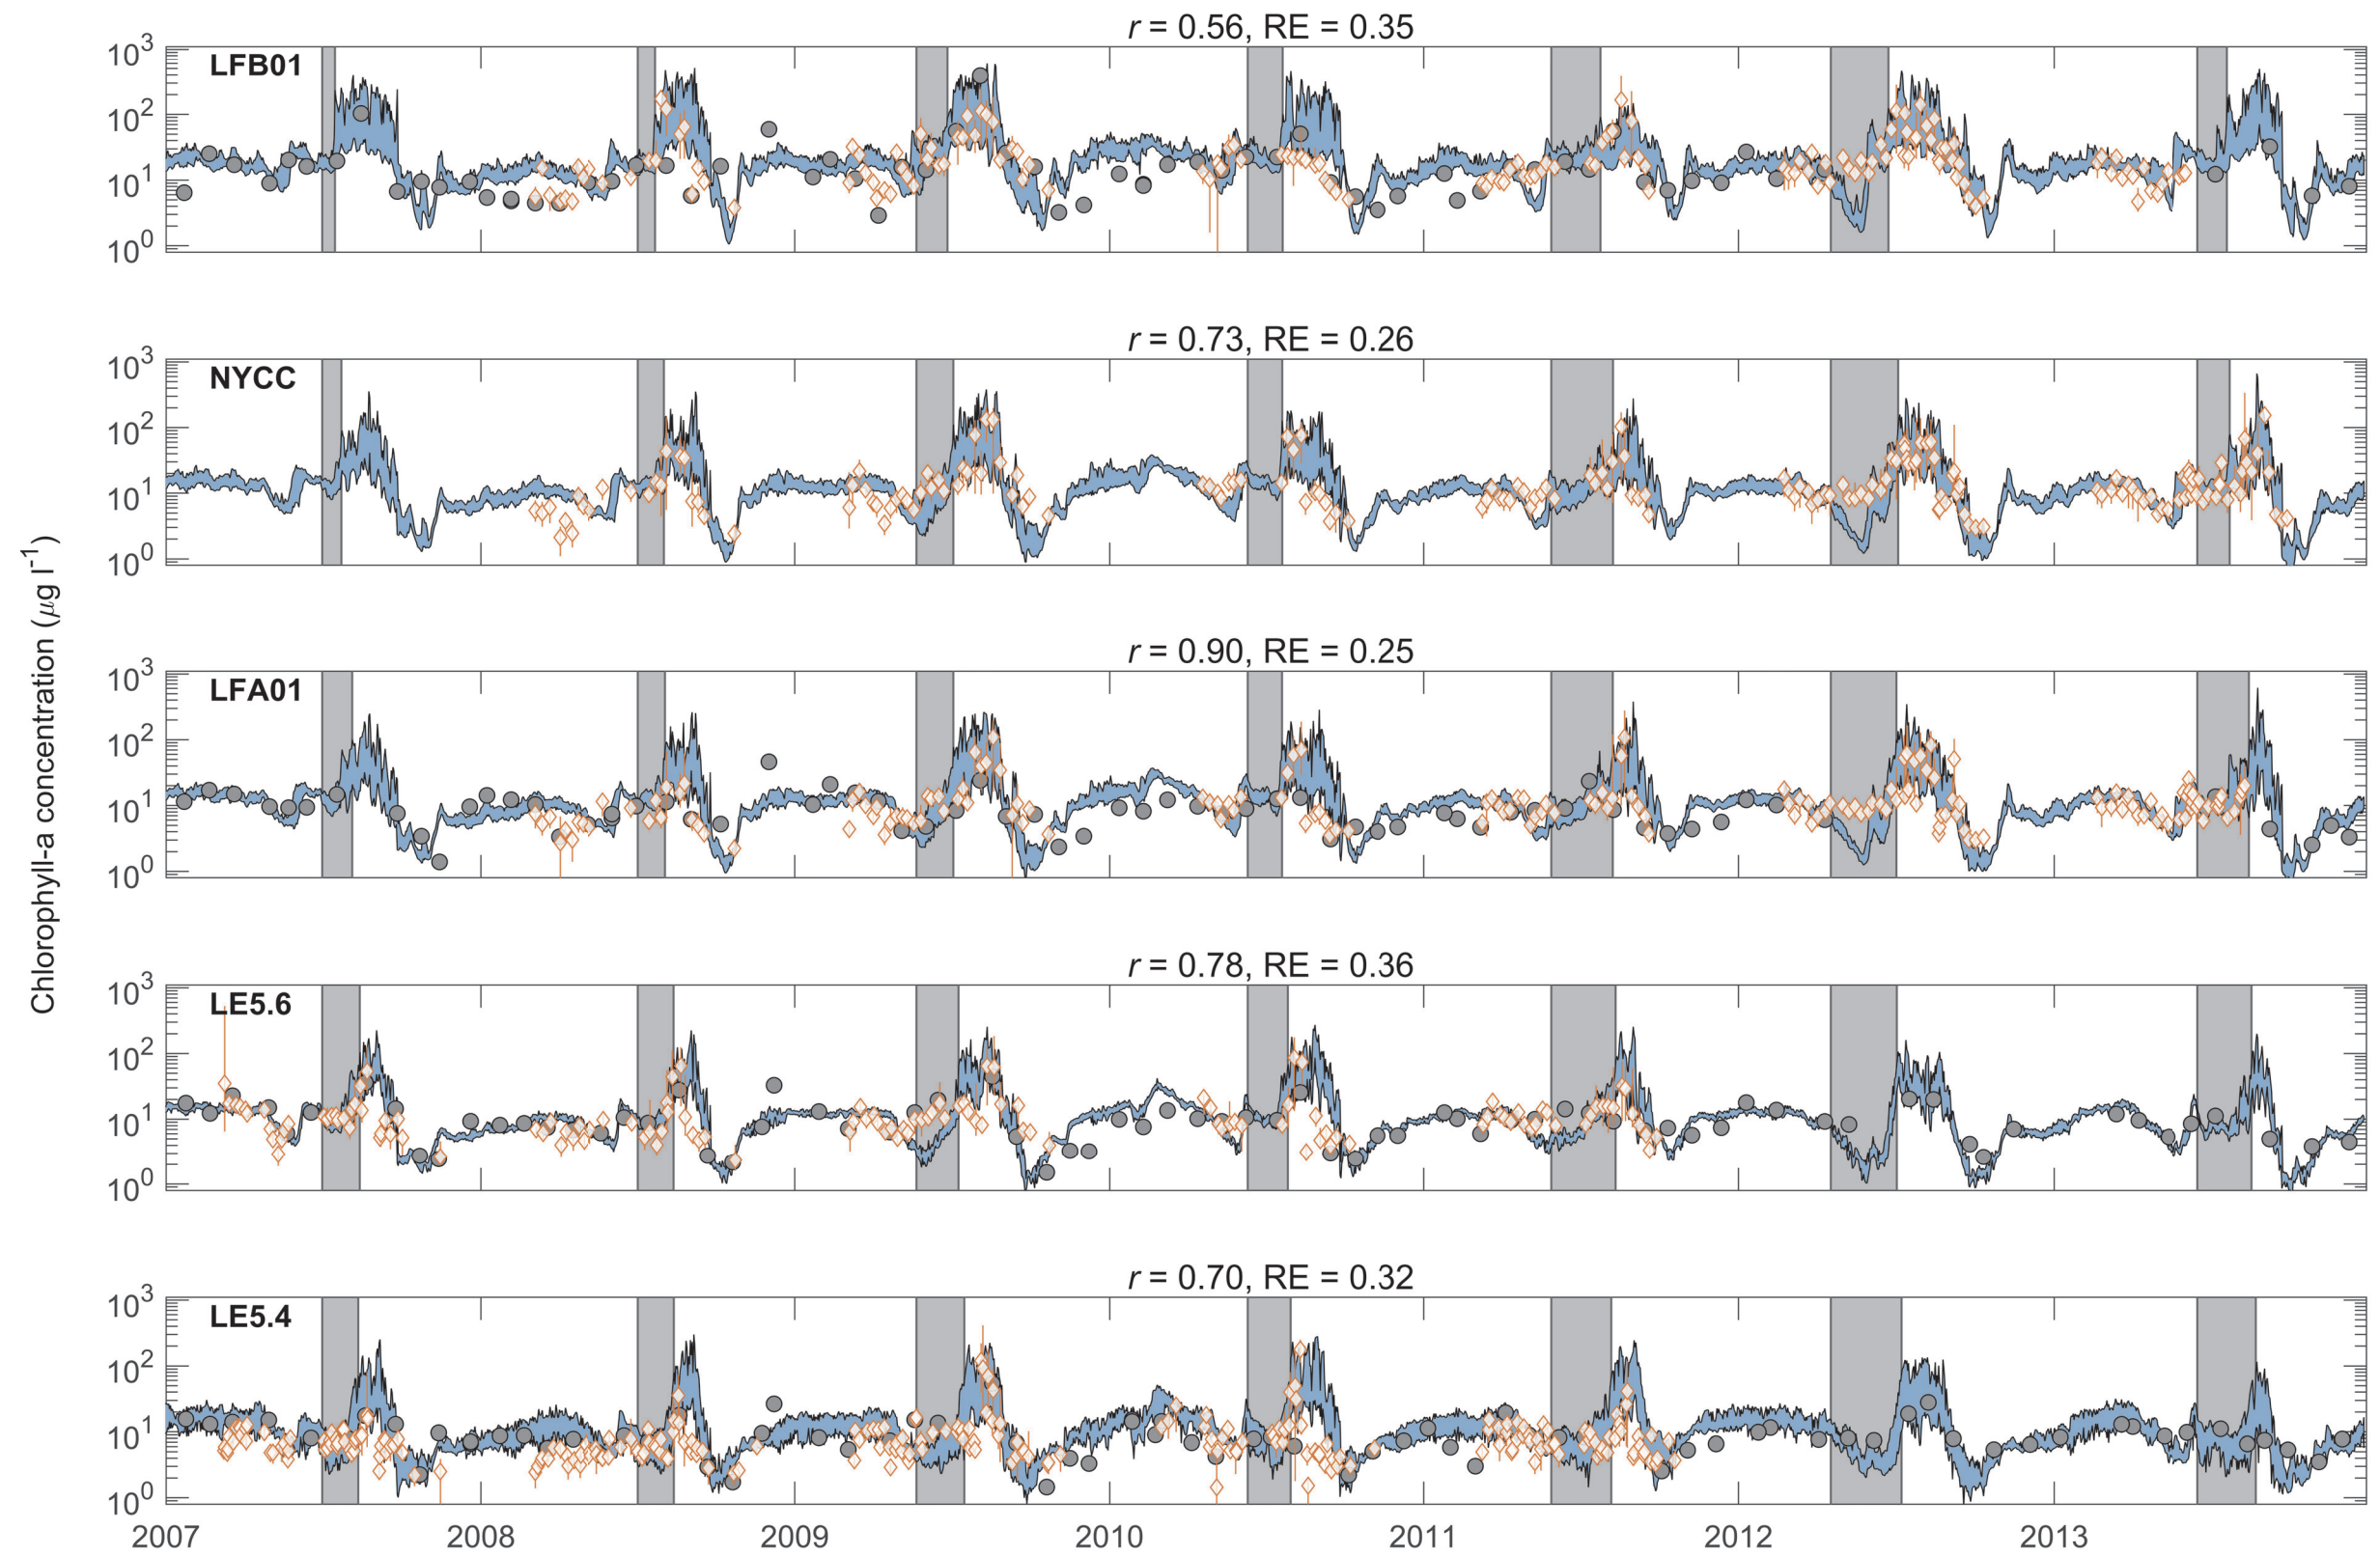 r = 0.56, RE = 0.35
10³
LFB01
10²
10¹
10⁰
r = 0.73, RE = 0.26
10³
NYCC
10²
10¹
10⁰
r = 0.90, RE = 0.25
10³
LFA01
10²
10¹
10⁰
r = 0.78, RE = 0.36
10³
LE5.6
10²
10¹
10⁰
r = 0.70, RE = 0.32
10³
LE5.4
10²
10¹
10⁰
2007 2008 2009 2010 2011 2012 2013
Chlorophyll-a concentration (μg l⁻¹)